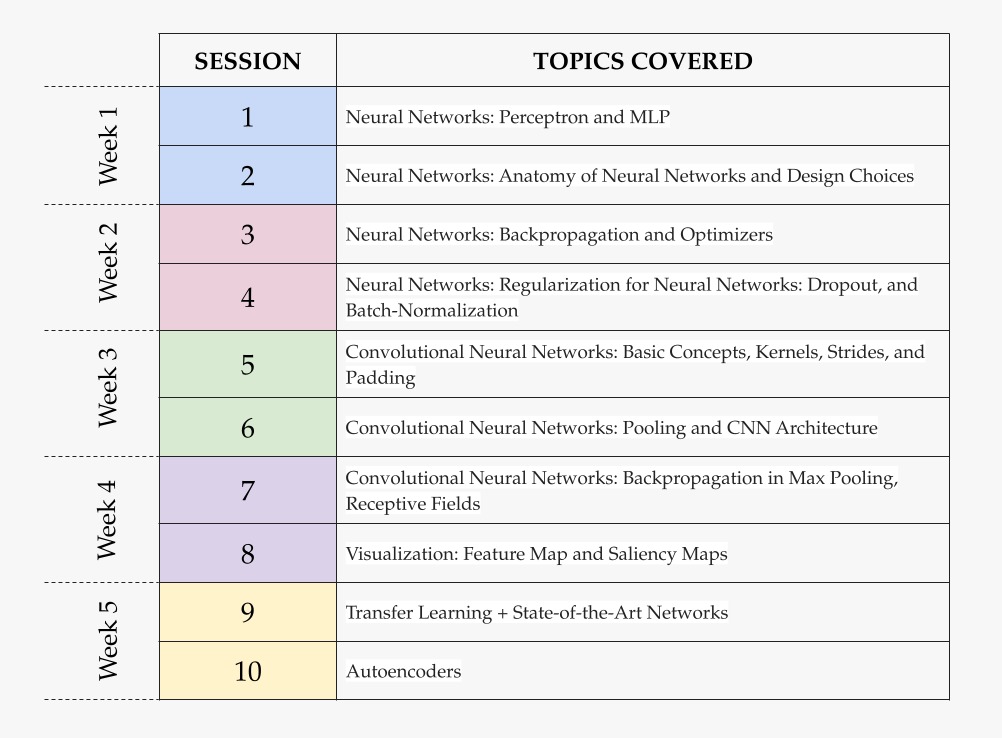 SESSION TOPICS COVERED
Week 1
1 Neural Networks: Perceptron and MLP
2 Neural Networks: Anatomy of Neural Networks and Design Choices
Week 2
3 Neural Networks: Backpropagation and Optimizers
4 Neural Networks: Regularization for Neural Networks: Dropout, and
Batch-Normalization
Week 3
5 Convolutional Neural Networks: Basic Concepts, Kernels, Strides, and
Padding
6 Convolutional Neural Networks: Pooling and CNN Architecture
Week 4
7 Convolutional Neural Networks: Backpropagation in Max Pooling,
Receptive Fields
8 Visualization: Feature Map and Saliency Maps
Week 5
9 Transfer Learning + State-of-the-Art Networks
10 Autoencoders